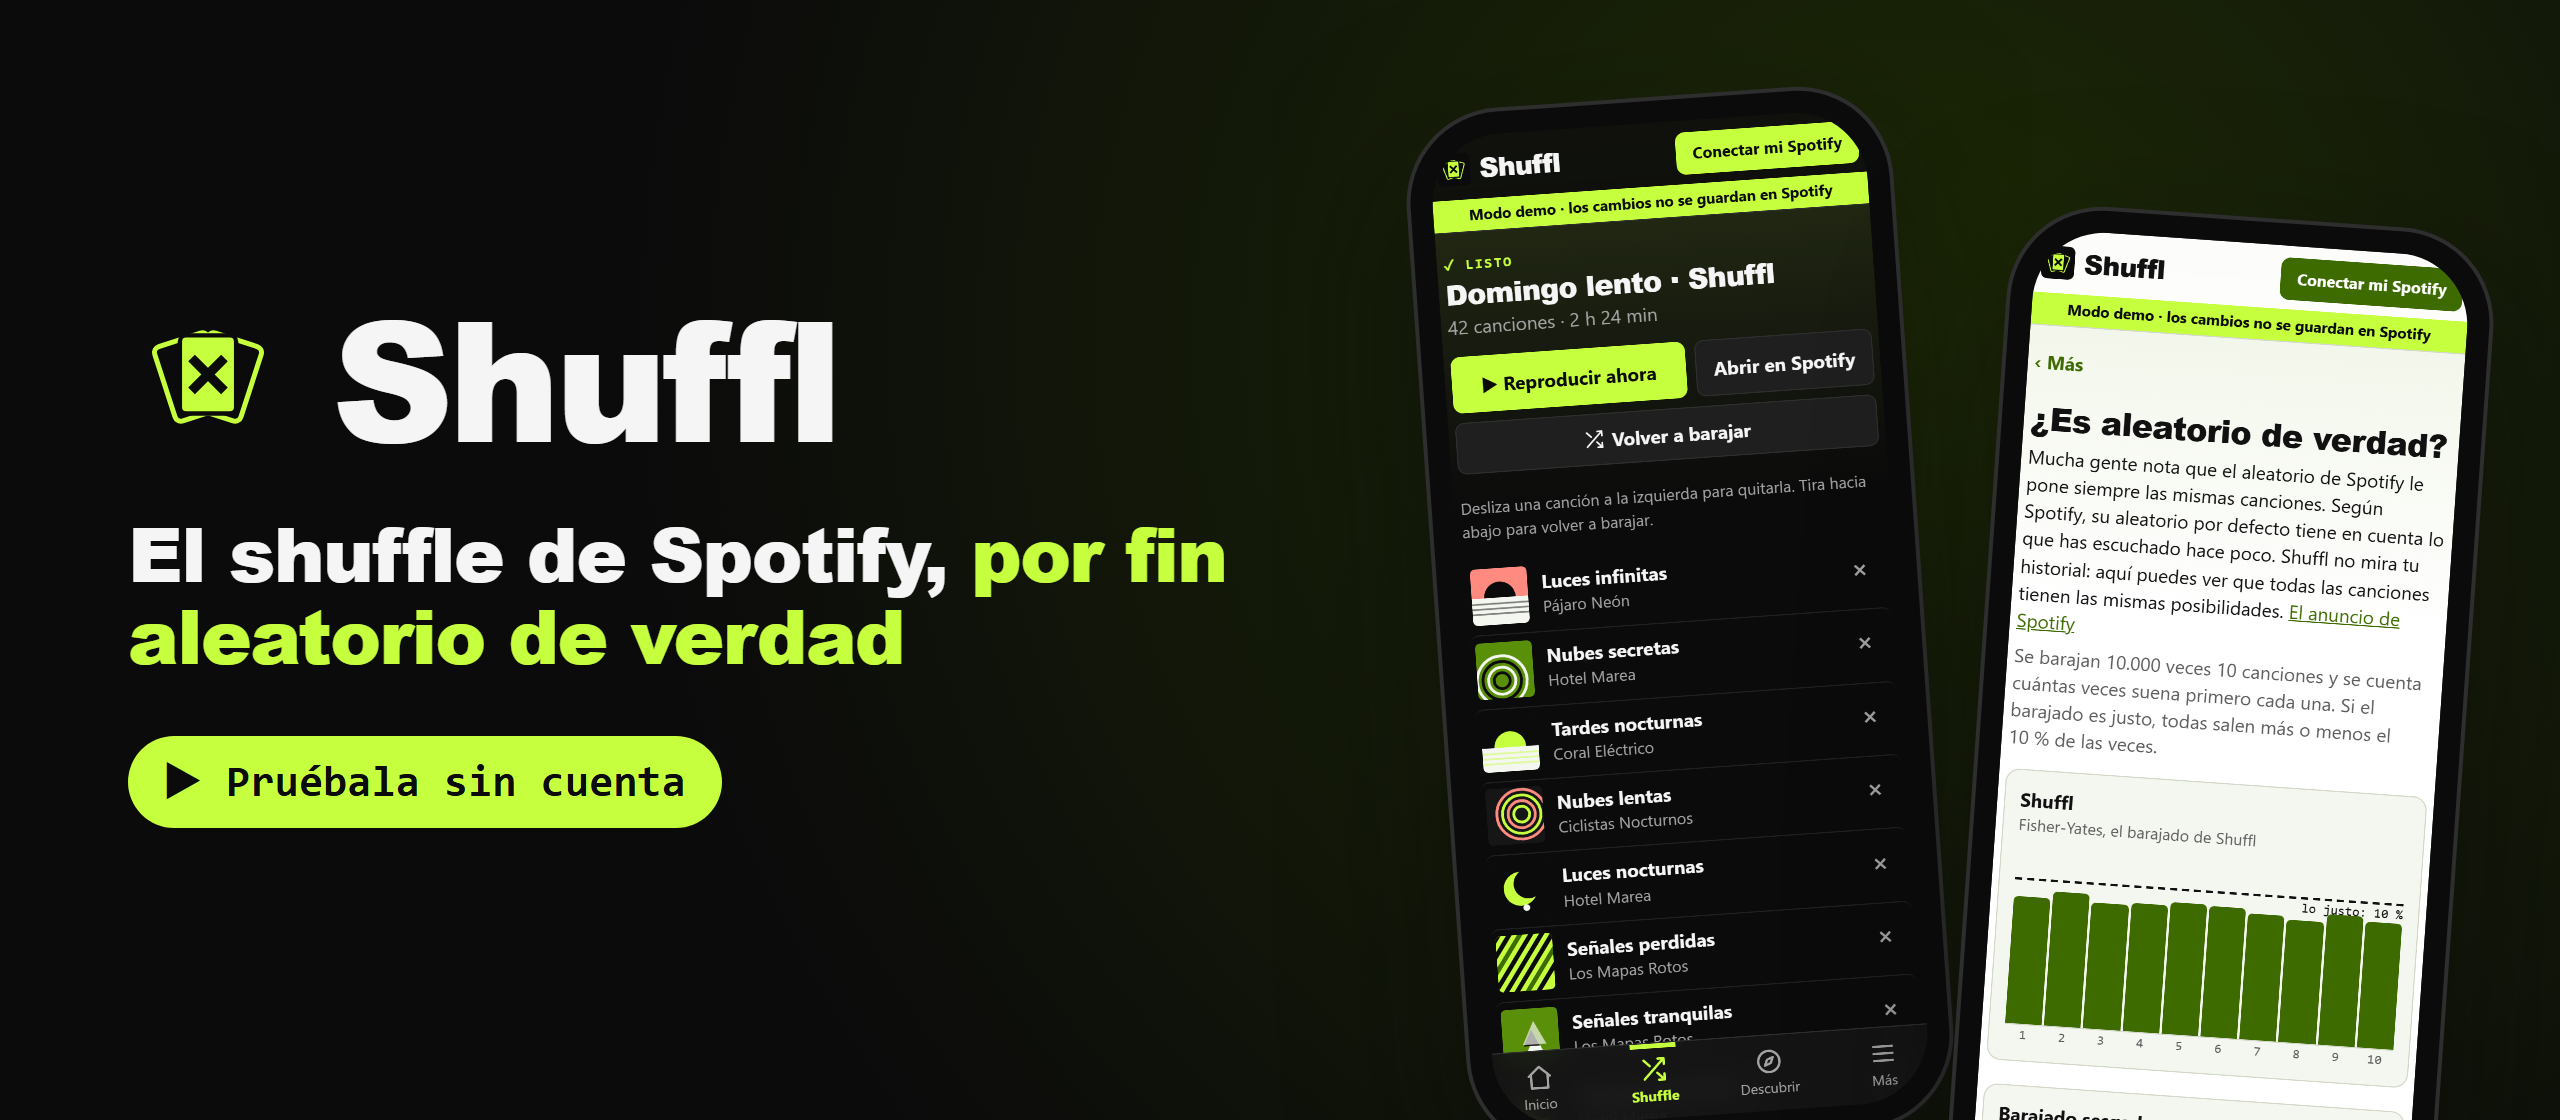 Shuffl
El shuffle de Spotify, por fin
aleatorio de verdad
▶ Pruébala sin cuenta
Shuffl
Conectar mi Spotify
Modo demo · los cambios no se guardan en Spotify
✓ LISTO
Domingo lento · Shuffl
42 canciones · 2 h 24 min
▶ Reproducir ahora
Abrir en Spotify
Volver a barajar
Desliza una canción a la izquierda para quitarla. Tira hacia
abajo para volver a barajar.
Luces infinitas
Pájaro Neón
Nubes secretas
Hotel Marea
Tardes nocturnas
Coral Eléctrico
Nubes lentas
Ciclistas Nocturnos
Luces nocturnas
Hotel Marea
Señales perdidas
Los Mapas Rotos
Señales tranquilas
Los Mapas Rotos
Inicio
Shuffle
Descubrir
Más
Shuffl
Conectar mi Spotify
Modo demo · los cambios no se guardan en Spotify
‹ Más
¿Es aleatorio de verdad?
Mucha gente nota que el aleatorio de Spotify le
pone siempre las mismas canciones. Según
Spotify, su aleatorio por defecto tiene en cuenta lo
que has escuchado hace poco. Shuffl no mira tu
historial: aquí puedes ver que todas las canciones
tienen las mismas posibilidades. El anuncio de
Spotify
Se barajan 10.000 veces 10 canciones y se cuenta
cuántas veces suena primero cada una. Si el
barajado es justo, todas salen más o menos el
10 % de las veces.
Shuffl
Fisher-Yates, el barajado de Shuffl
lo justo: 10 %
1 2 3 4 5 6 7 8 9 10
Barajado